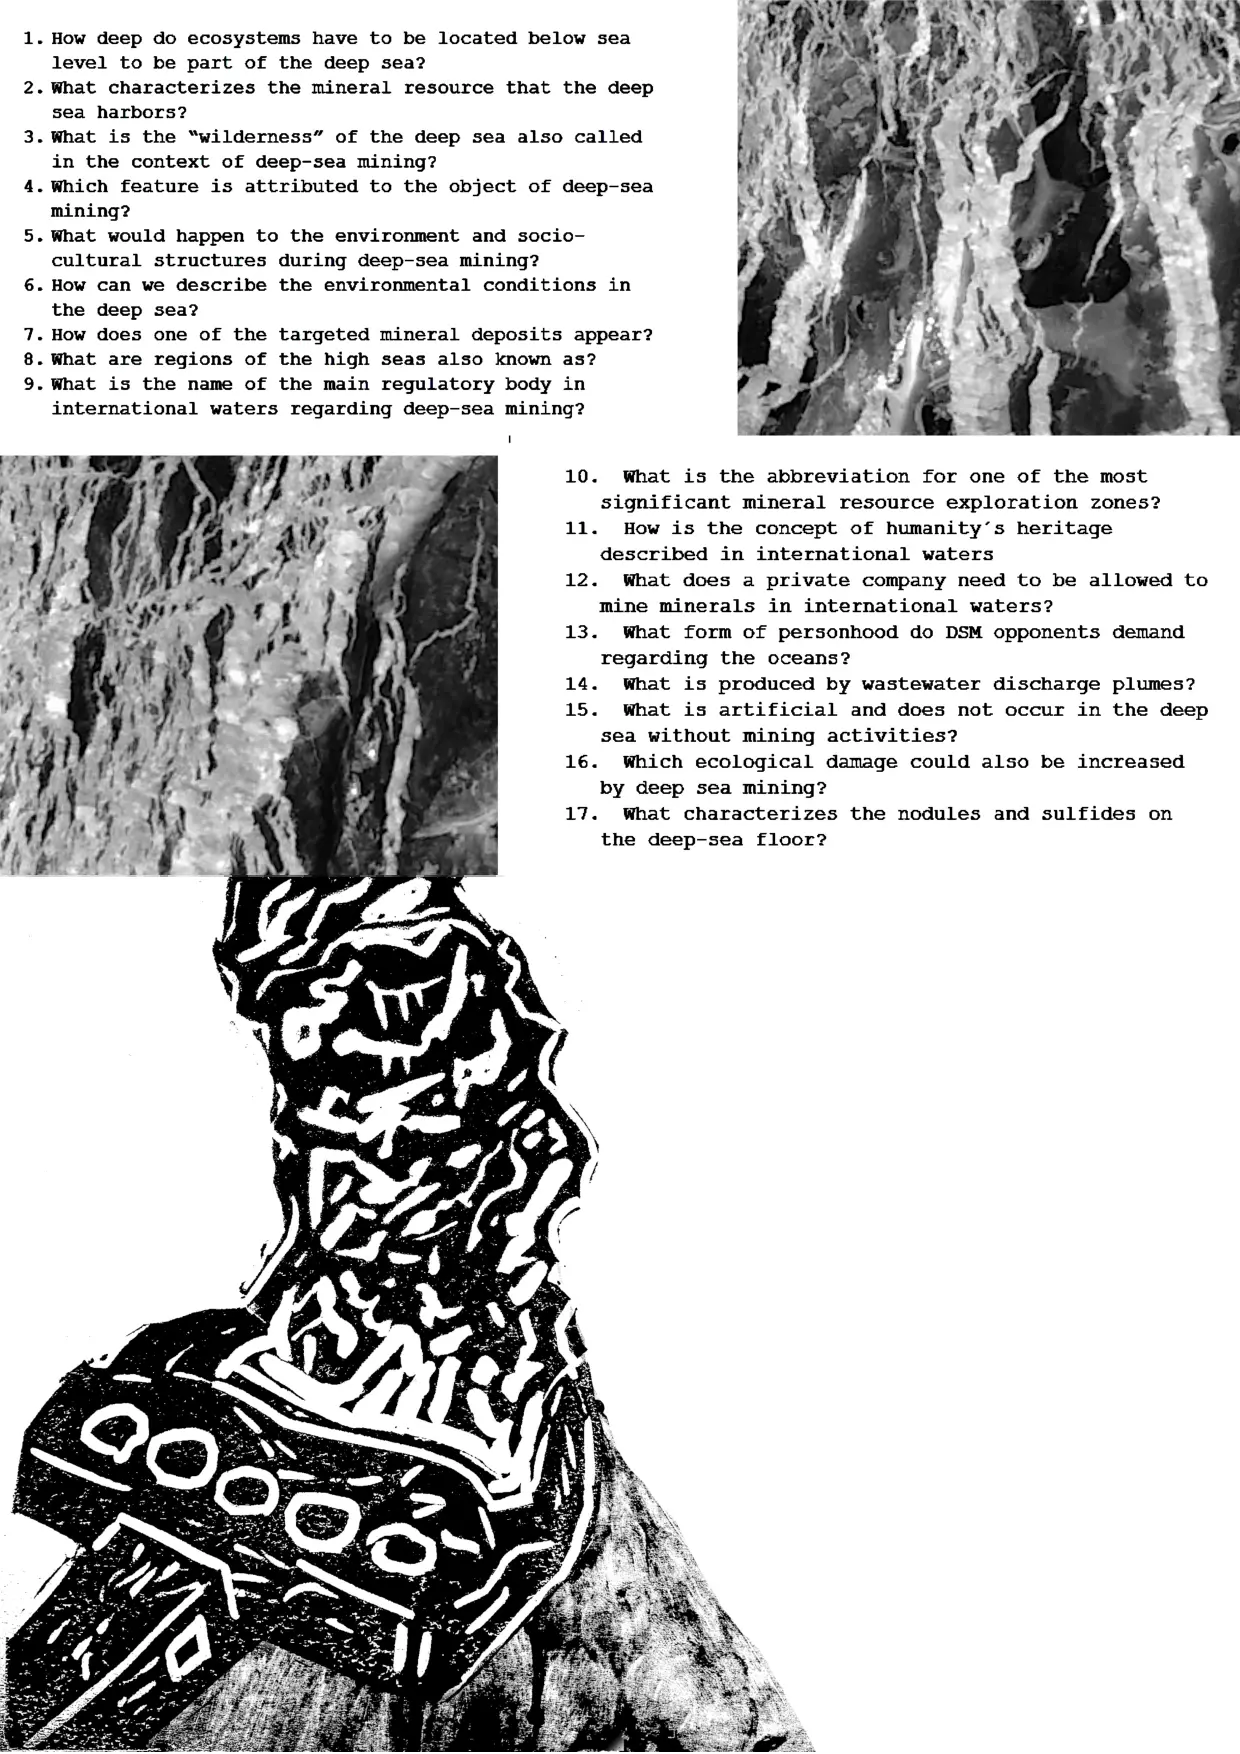 1. How deep do ecosystems have to be located below sea
level to be part of the deep sea?
2. What characterizes the mineral resource that the deep
sea harbors?
3. What is the “wilderness” of the deep sea also called
in the context of deep-sea mining?
4. Which feature is attributed to the object of deep-sea
mining?
5. What would happen to the environment and socio-
cultural structures during deep-sea mining?
6. How can we describe the environmental conditions in
the deep sea?
7. How does one of the targeted mineral deposits appear?
8. What are regions of the high seas also known as?
9. What is the name of the main regulatory body in
international waters regarding deep-sea mining?
10. What is the abbreviation for one of the most
significant mineral resource exploration zones?
11. How is the concept of humanity´s heritage
described in international waters
12. What does a private company need to be allowed to
mine minerals in international waters?
13. What form of personhood do DSM opponents demand
regarding the oceans?
14. What is produced by wastewater discharge plumes?
15. What is artificial and does not occur in the deep
sea without mining activities?
16. Which ecological damage could also be increased
by deep sea mining?
17. What characterizes the nodules and sulfides on
the deep-sea floor?